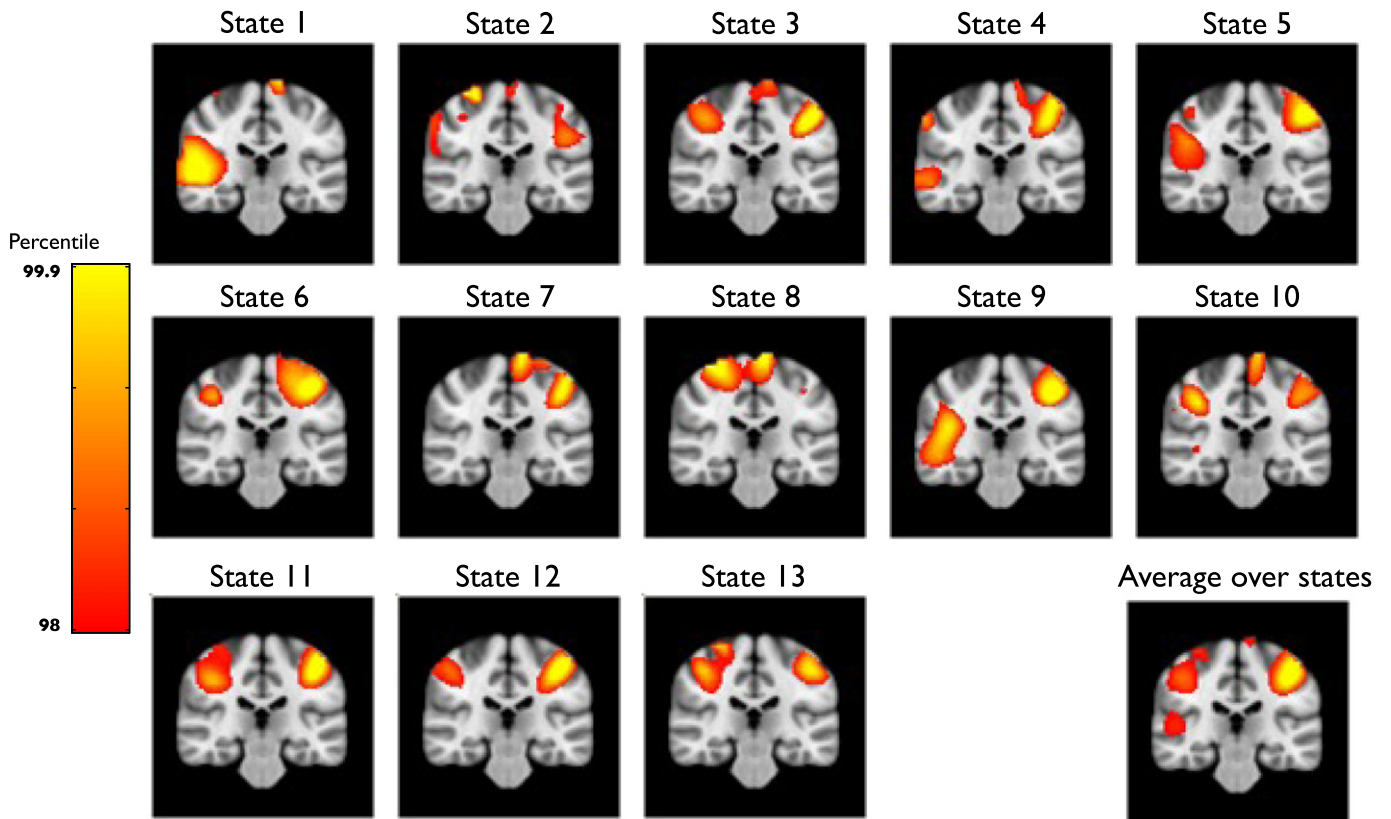 State 1
State 2
State 3
State 4
State 5
Percentile
99.9
98
State 6
State 7
State 8
State 9
State 10
State 11
State 12
State 13
Average over states